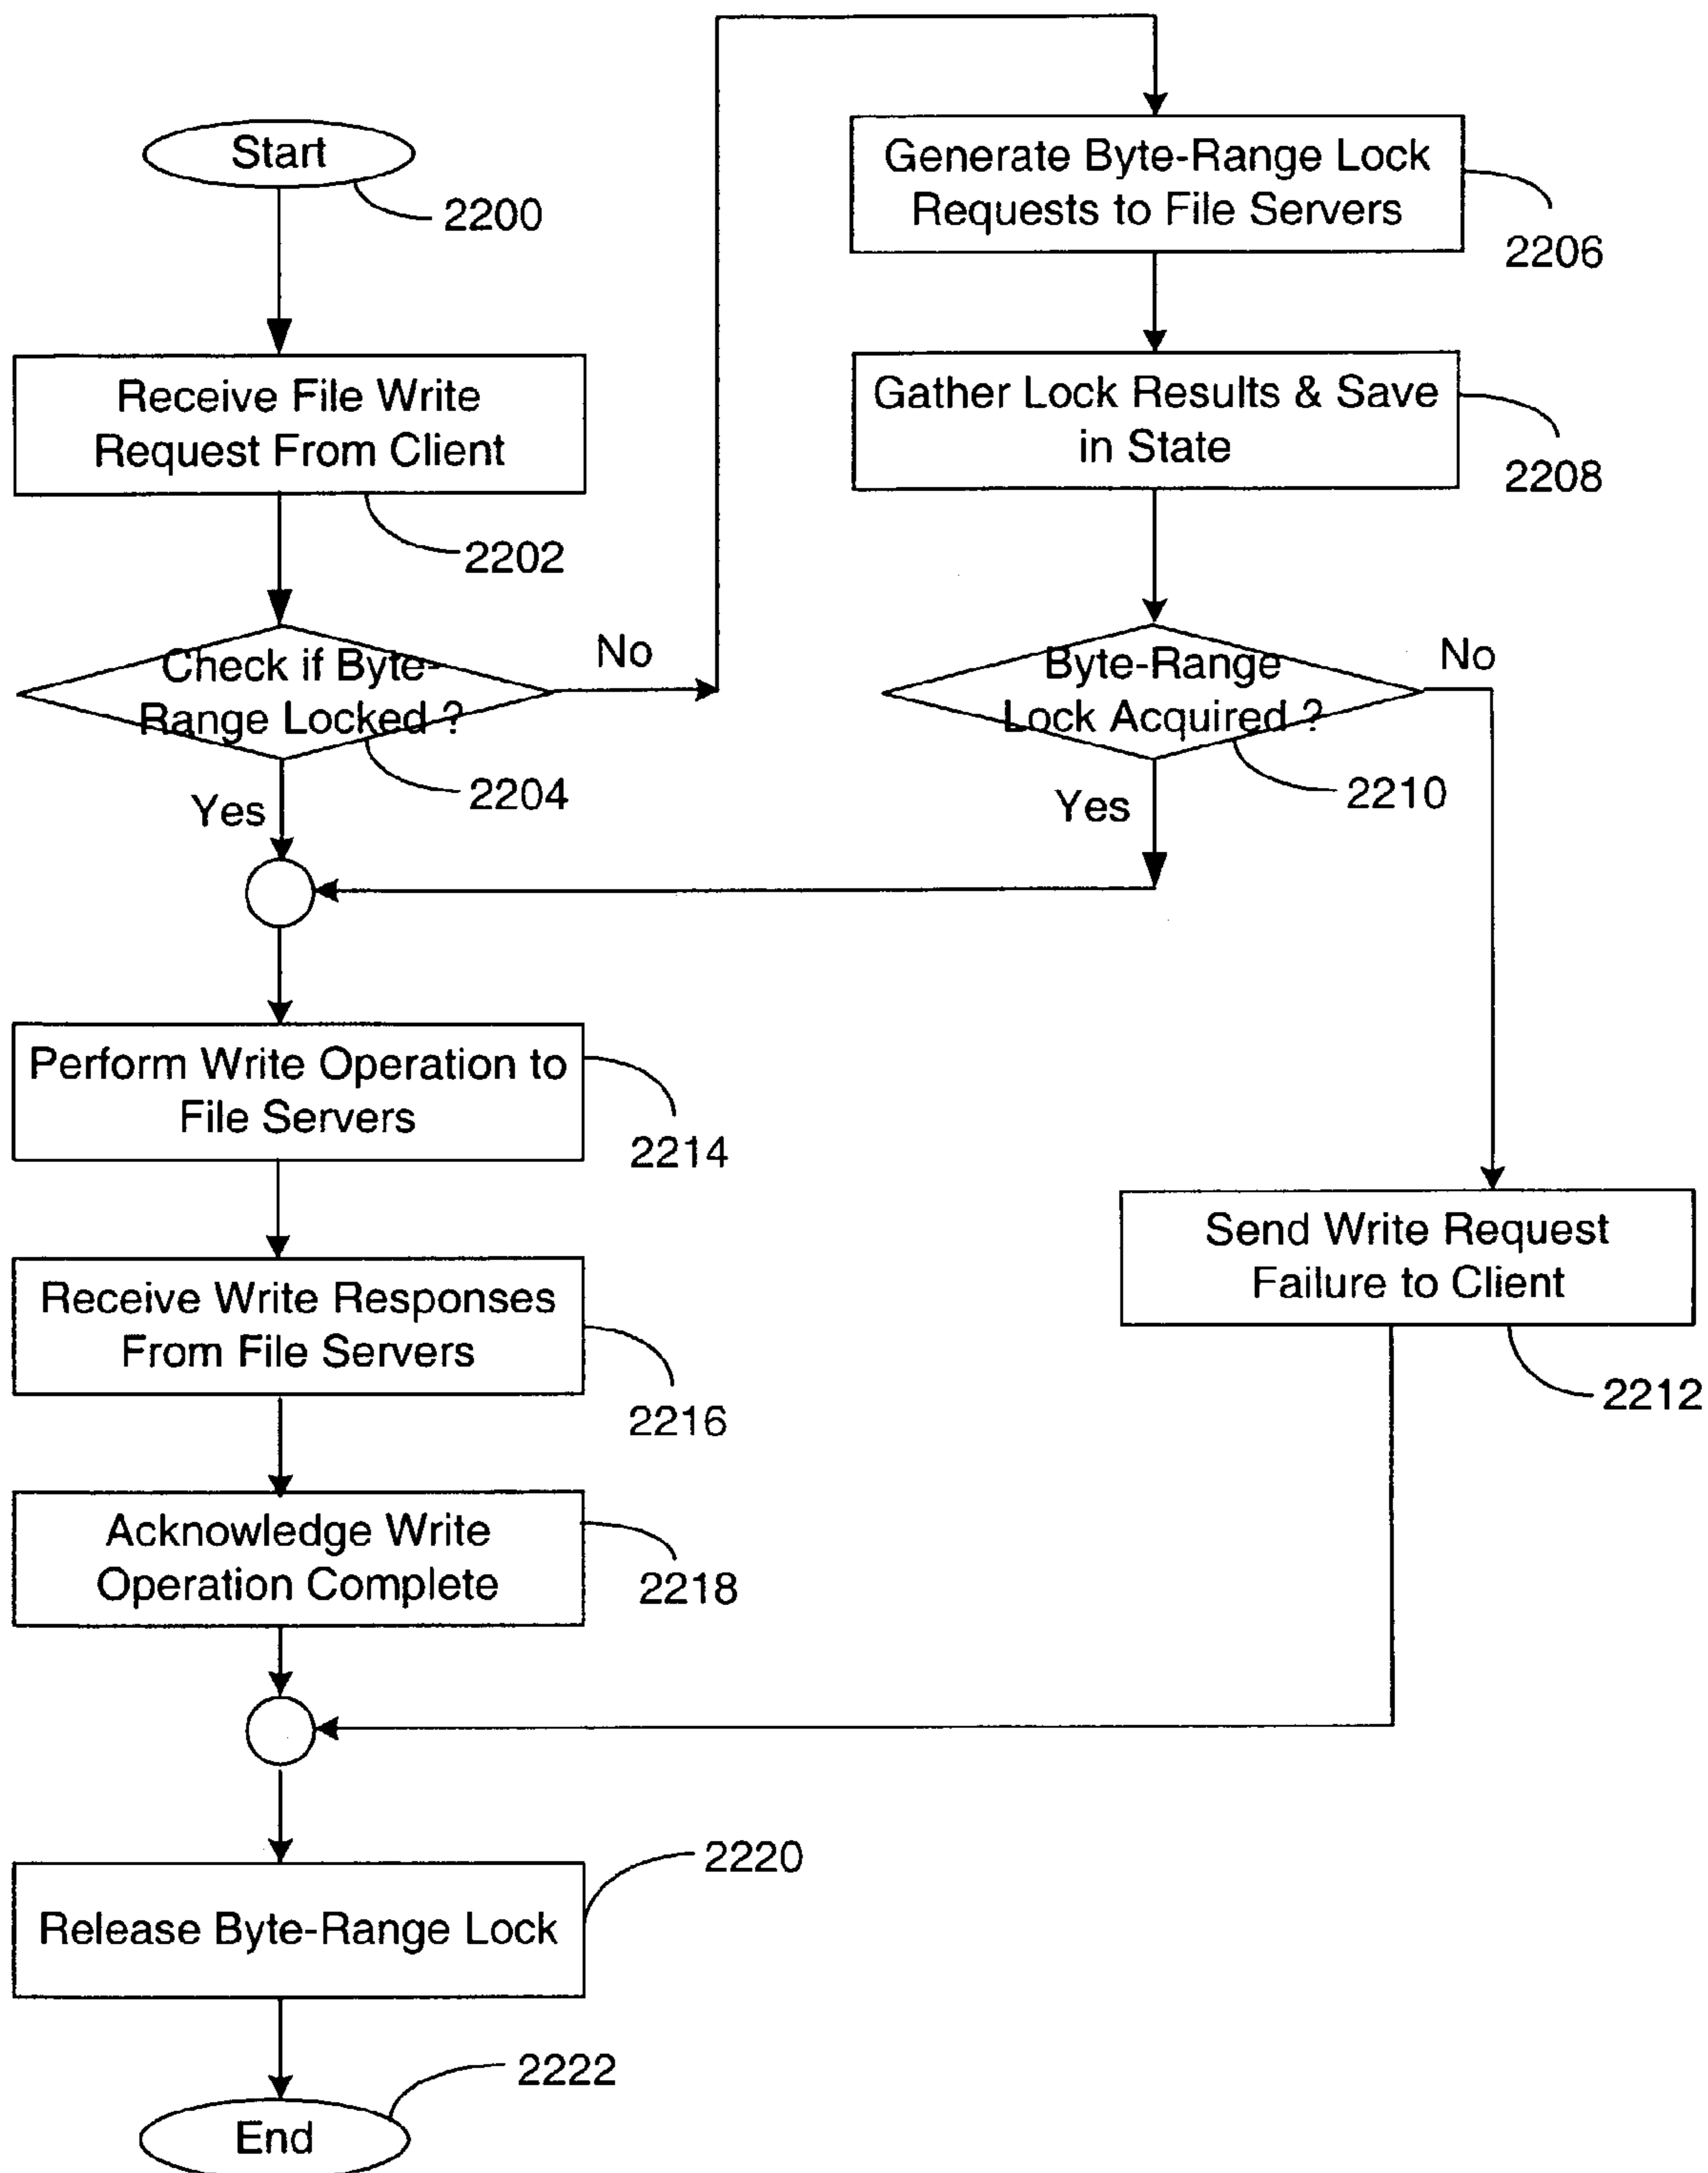 Start
2200
Receive File Write
Request From Client
2202
Check if Byte-
Range Locked ?
No
2204
Yes
Generate Byte-Range Lock
Requests to File Servers
2206
Gather Lock Results & Save
in State
2208
Byte-Range
Lock Acquired ?
No
2210
Yes
Perform Write Operation to
File Servers
2214
Send Write Request
Failure to Client
2212
Receive Write Responses
From File Servers
2216
Acknowledge Write
Operation Complete
2218
2220
Release Byte-Range Lock
2222
End